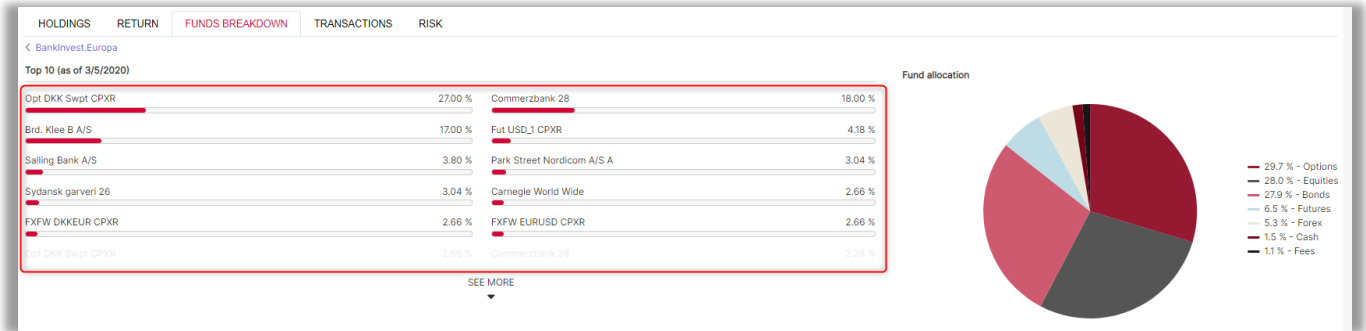 HOLDINGS RETURN FUNDS BREAKDOWN TRANSACTIONS RISK
< BankInvest.Europa
Top 10 (as of 3/5/2020)
Opt DKK Swpt CPXR 27.00 % Commerzbank 28 18.00 %
Brd. Klee B A/S 17.00 % Fut USD_1 CPXR 4.18 %
Salling Bank A/S 3.80 % Park Street Nordicom A/S A 3.04 %
Sydansk garveri 26 3.04 % Carnegie World Wide 2.66 %
FXFW DKKEUR CPXR 2.66 % FXFW EURUSD CPXR 2.66 %
Opt DKK Swpt CPXR 2.66 % Commerzbank 28 2.28 %
SEE MORE
Fund allocation
29.7 % - Options
28.0 % - Equities
27.9 % - Bonds
6.5 % - Futures
5.3 % - Forex
1.5 % - Cash
1.1 % - Fees